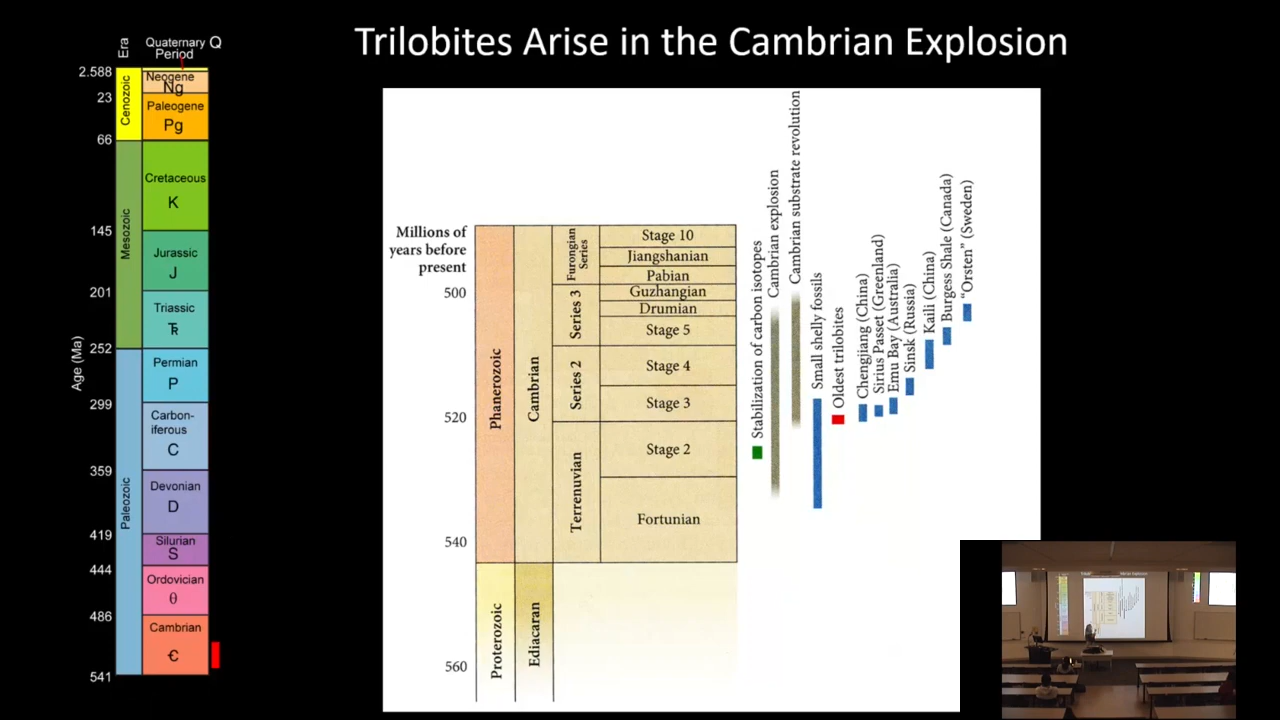 Trilobites Arise in the Cambrian Explosion
Era
Quaternary Q
Period
2.588
Neogene
Ng
23
Paleogene
Pg
66
Cenozoic
Cretaceous
K
145
Jurassic
J
201
Triassic
252
Mesozoic
Age (Ma)
Permian
P
299
Carbon-
iferous
C
359
Devonian
D
419
Silurian
S
444
Ordovician
θ
486
Cambrian
Є
541
Paleozoic
Millions of
years before
present
500
520
540
560
Phanerozoic
Proterozoic
Cambrian
Ediacaran
Furongian
Series
Series 3
Series 2
Terrenuvian
Stage 10
Jiangshanian
Pabian
Guzhangian
Drumian
Stage 5
Stage 4
Stage 3
Stage 2
Fortunian
Stabilization of carbon isotopes
Cambrian explosion
Cambrian substrate revolution
Small shelly fossils
Oldest trilobites
Chengjiang (China)
Sirius Passet (Greenland)
Emu Bay (Australia)
Sinsk (Russia)
Kaili (China)
Burgess Shale (Canada)
“Orsten” (Sweden)